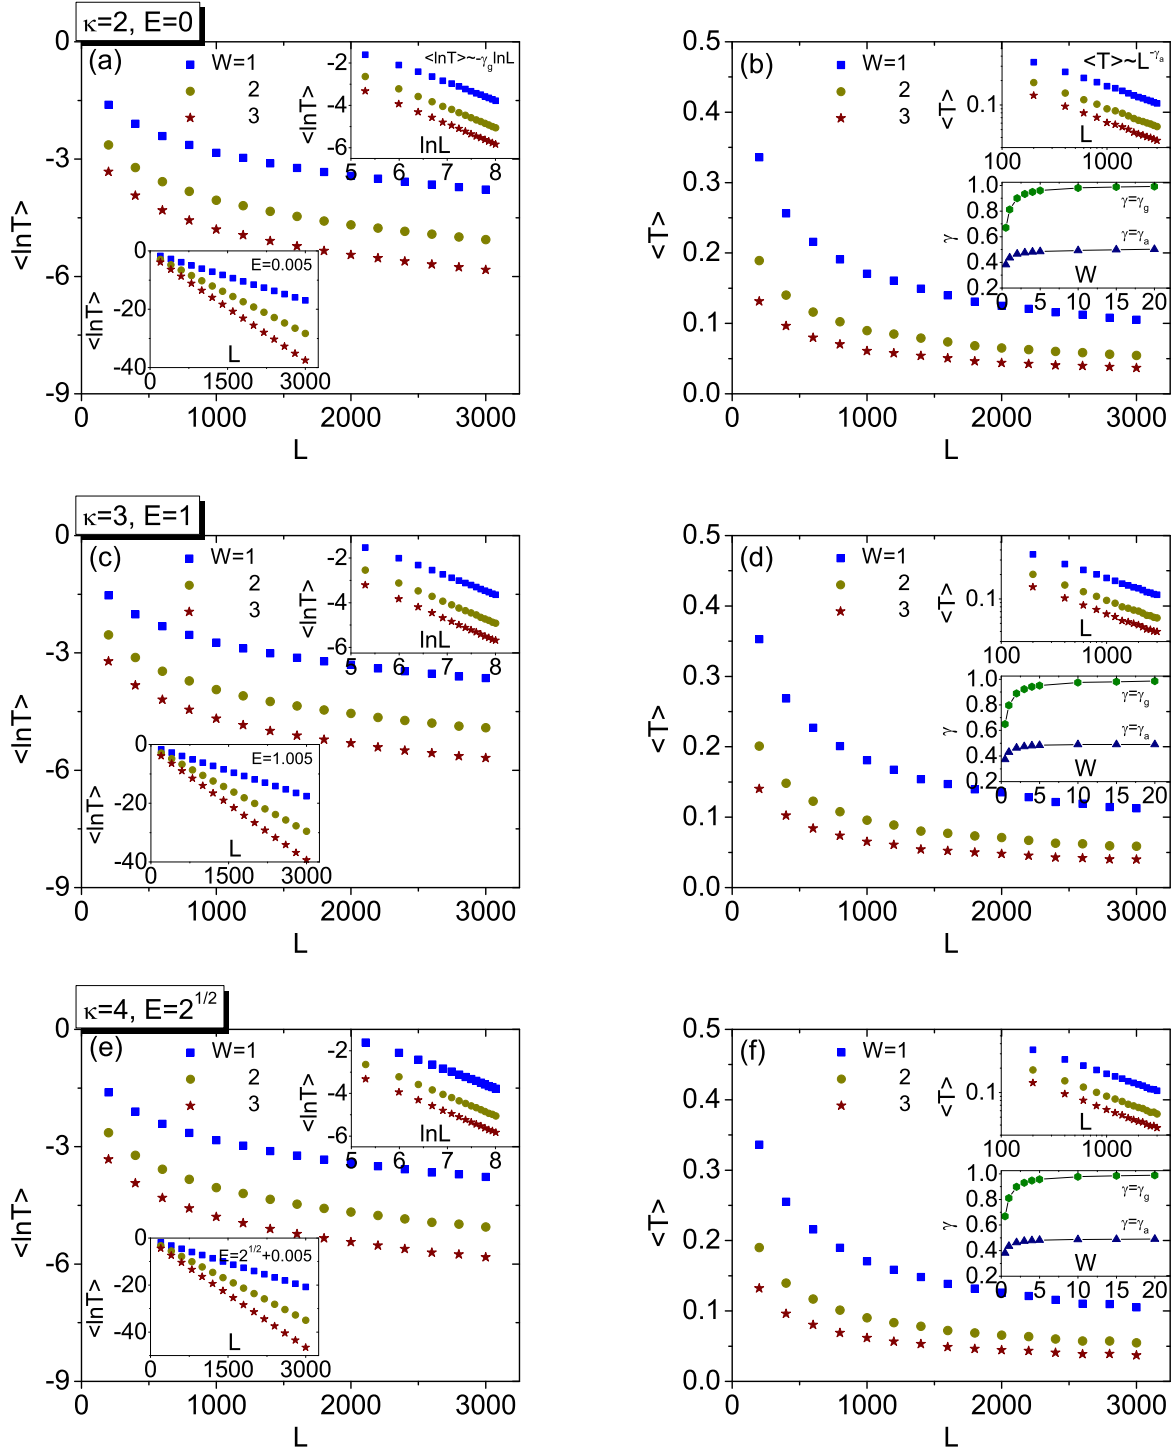 κ=2, E=0
(a)
W=1
2
3
<lnT>~-γg lnL
<lnT>
-2
-4
-6
lnL
5 6 7 8
0
-3
-6
-9
<lnT>
0
-20
-40
<lnT>
E=0.005
L
0 1500 3000
0 1000 2000 3000
L
(b)
W=1
2
3
<T>~L^-γa
<T>
0.1
L
100 1000
1.0
0.8
0.6
0.4
0.2
γ
γ=γg
γ=γa
W
0 5 10 15 20
0.5
0.4
0.3
0.2
0.1
0.0
<T>
0 1000 2000 3000
L
κ=3, E=1
(c)
W=1
2
3
<lnT>
-2
-4
-6
lnL
5 6 7 8
0
-3
-6
-9
<lnT>
0
-20
-40
<lnT>
E=1.005
L
0 1500 3000
0 1000 2000 3000
L
(d)
W=1
2
3
<T>
0.1
L
100 1000
1.0
0.8
0.6
0.4
0.2
γ
γ=γg
γ=γa
W
0 5 10 15 20
0.5
0.4
0.3
0.2
0.1
0.0
<T>
0 1000 2000 3000
L
κ=4, E=2^1/2
(e)
W=1
2
3
<lnT>
-2
-4
-6
lnL
5 6 7 8
0
-3
-6
-9
<lnT>
0
-20
-40
<lnT>
E=2^1/2+0.005
L
0 1500 3000
0 1000 2000 3000
L
(f)
W=1
2
3
<T>
0.1
L
100 1000
1.0
0.8
0.6
0.4
0.2
γ
γ=γg
γ=γa
W
0 5 10 15 20
0.5
0.4
0.3
0.2
0.1
0.0
<T>
0 1000 2000 3000
L